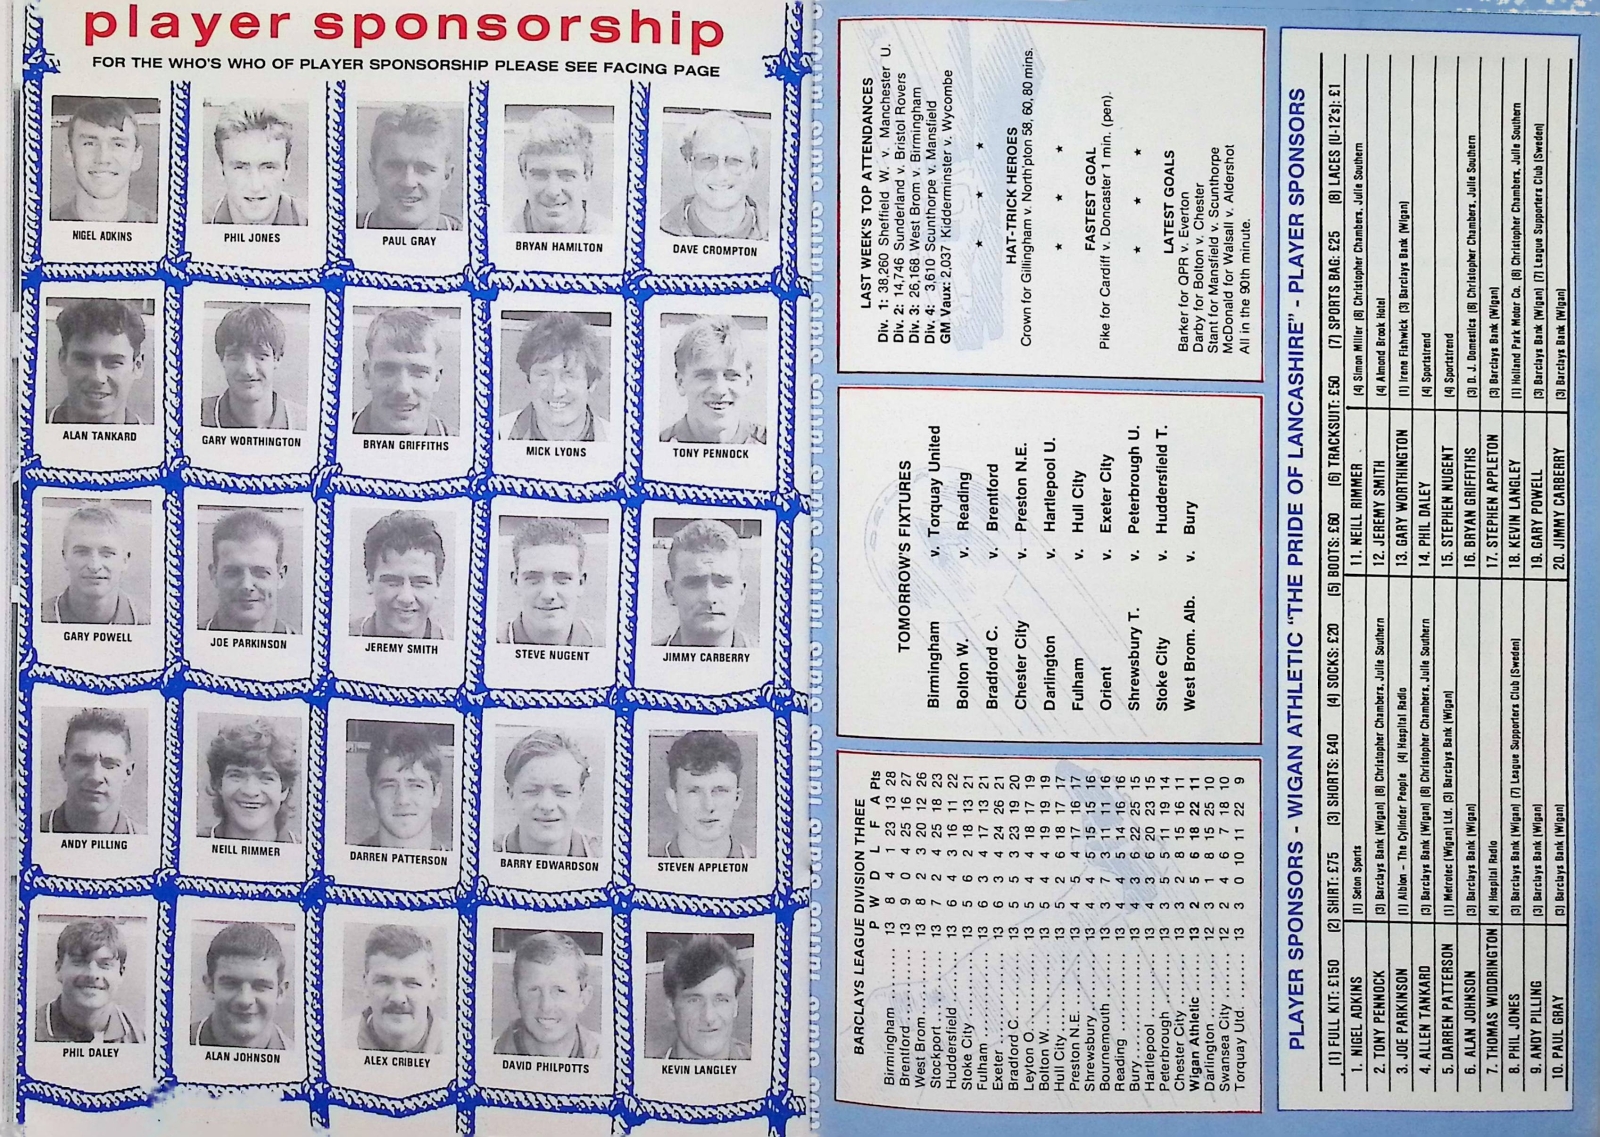 player sponsorship
FOR THE WHO'S WHO OF PLAYER SPONSORSHIP PLEASE SEE FACING PAGE
NIGEL ADKINS
PHIL JONES
PAUL GRAY
BRYAN HAMILTON
DAVE CROMPTON
ALAN TANKARD
GARY WORTHINGTON
BRYAN GRIFFITHS
MICK LYONS
TONY PENNOCK
GARY POWELL
JOE PARKINSON
JEREMY SMITH
STEVE NUGENT
JIMMY CARBERRY
ANDY PILLING
NEILL RIMMER
DARREN PATTERSON
BARRY EDWARDSON
STEVEN APPLETON
PHIL DALEY
ALAN JOHNSON
ALEX CRIBLEY
DAVID PHILPOTTS
KEVIN LANGLEY
BARCLAYS LEAGUE DIVISION THREE
P W D L F A Pts
Birmingham ........ 13 8 4 1 23 13 28
Brentford ........ 13 9 0 4 25 16 27
West Brom ........ 13 8 2 3 20 12 26
Stockport ........ 13 7 2 4 25 18 23
Huddersfield ........ 13 6 4 3 16 11 22
Stoke City ........ 13 5 6 2 18 13 21
Fulham ........ 13 6 3 4 17 13 21
Exeter ........ 13 6 3 4 24 26 21
Bradford C. ........ 13 5 5 3 23 19 20
Leyton O. ........ 13 5 4 4 18 17 19
Bolton W. ........ 13 5 4 4 19 19 19
Hull City ........ 13 5 2 6 18 17 17
Preston N.E. ........ 13 4 5 4 17 16 17
Shrewsbury ........ 13 4 4 5 15 15 16
Bournemouth ........ 13 3 7 3 11 11 16
Reading ........ 13 4 4 5 14 16 16
Bury ........ 13 4 3 6 22 25 15
Hartlepool ........ 13 4 3 6 20 23 15
Peterborough ........ 13 3 5 5 11 19 14
Chester City ........ 13 3 2 8 15 16 11
Wigan Athletic ........ 13 2 5 6 18 22 11
Darlington ........ 12 3 1 8 15 25 10
Swansea City ........ 12 2 4 6 7 18 10
Torquay Utd. ........ 13 3 0 10 11 22 9
TOMORROW'S FIXTURES
Birmingham v. Torquay United
Bolton W. v. Reading
Bradford C. v. Brentford
Chester City v. Preston N.E.
Darlington v. Hartlepool U.
Fulham v. Hull City
Orient v. Exeter City
Shrewsbury T. v. Peterbrough U.
Stoke City v. Huddersfield T.
West Brom. Alb. v. Bury
LAST WEEK'S TOP ATTENDANCES
Div. 1: 38,260 Sheffield W. v. Manchester U.
Div. 2: 14,746 Sunderland v. Bristol Rovers
Div. 3: 26,168 West Brom v. Birmingham
Div. 4: 3,610 Scunthorpe v. Mansfield
GM Vaux: 2,037 Kidderminster v. Wycombe
★ ★ ★
HAT-TRICK HEROES
Crown for Gillingham v. Northpton 58, 60, 80 mins.
★ ★ ★
FASTEST GOAL
Pike for Cardiff v. Doncaster 1 min. (pen).
★ ★ ★
LATEST GOALS
Barker for QPR v. Everton
Darby for Bolton v. Chester
Stant for Mansfield v. Scunthorpe
McDonald for Walsall v. Aldershot
All in the 90th minute.
PLAYER SPONSORS - WIGAN ATHLETIC "THE PRIDE OF LANCASHIRE" - PLAYER SPONSORS
(1) FULL KIT: £150 (2) SHIRT: £75 (3) SHORTS: £40 (4) SOCKS: £20 (5) BOOTS: £60 (6) TRACKSUIT: £50 (7) SPORTS BAG: £25 (8) LACES (U-12's): £1
1. NIGEL ADKINS (1) Seton Sports
2. TONY PENNOCK (3) Barclays Bank (Wigan) (8) Christopher Chambers, Julie Southern
3. JOE PARKINSON (1) Albion - The Cylinder People (4) Hospital Radio
4. ALLEN TANKARD (3) Barclays Bank (Wigan) (8) Christopher Chambers, Julie Southern
5. DARREN PATTERSON (1) Metrotec (Wigan) Ltd. (3) Barclays Bank (Wigan)
6. ALAN JOHNSON (3) Barclays Bank (Wigan)
7. THOMAS WIDDRINGTON (4) Hospital Radio
8. PHIL JONES (3) Barclays Bank (Wigan) (7) League Supporters Club (Sweden)
9. ANDY PILLING (3) Barclays Bank (Wigan)
10. PAUL GRAY (3) Barclays Bank (Wigan)
11. NEILL RIMMER (4) Simon Miller (8) Christopher Chambers, Julie Southern
12. JEREMY SMITH (4) Almond Brook Hotel
13. GARY WORTHINGTON (1) Irene Fishwick (3) Barclays Bank (Wigan)
14. PHIL DALEY (4) Sportstrend
15. STEPHEN NUGENT (4) Sportstrend
16. BRYAN GRIFFITHS (3) D. J. Domestics (8) Christopher Chambers, Julie Southern
17. STEPHEN APPLETON (3) Barclays Bank (Wigan)
18. KEVIN LANGLEY (1) Holland Park Motor Co. (8) Christopher Chambers, Julie Southern
19. GARY POWELL (3) Barclays Bank (Wigan) (7) League Supporters Club (Sweden)
20. JIMMY CARBERRY (3) Barclays Bank (Wigan)